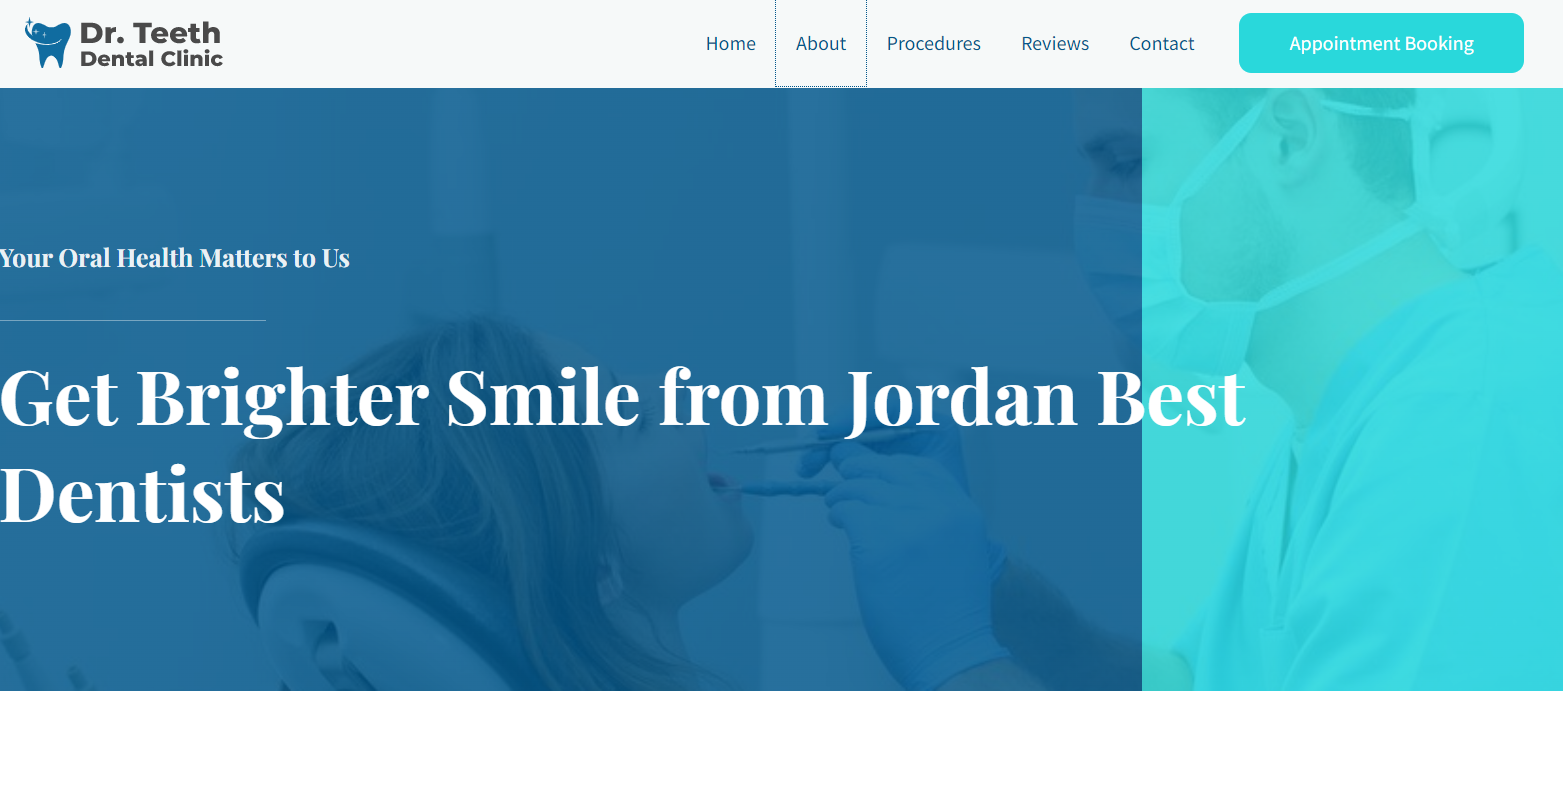 Dr. Teeth
Dental Clinic
Home
About
Procedures
Reviews
Contact
Appointment Booking
Your Oral Health Matters to Us
Get Brighter Smile from Jordan Best
Dentists